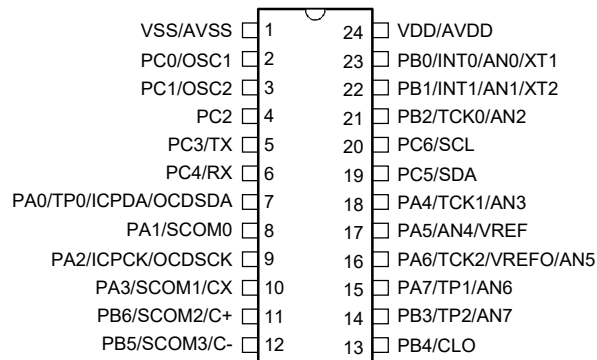 VSS/AVSS 1 24 VDD/AVDD
PC0/OSC1 2 23 PB0/INT0/AN0/XT1
PC1/OSC2 3 22 PB1/INT1/AN1/XT2
PC2 4 21 PB2/TCK0/AN2
PC3/TX 5 20 PC6/SCL
PC4/RX 6 19 PC5/SDA
PA0/TP0/ICPDA/OCDSDA 7 18 PA4/TCK1/AN3
PA1/SCOM0 8 17 PA5/AN4/VREF
PA2/ICPCK/OCDSCK 9 16 PA6/TCK2/VREFO/AN5
PA3/SCOM1/CX 10 15 PA7/TP1/AN6
PB6/SCOM2/C+ 11 14 PB3/TP2/AN7
PB5/SCOM3/C- 12 13 PB4/CLO